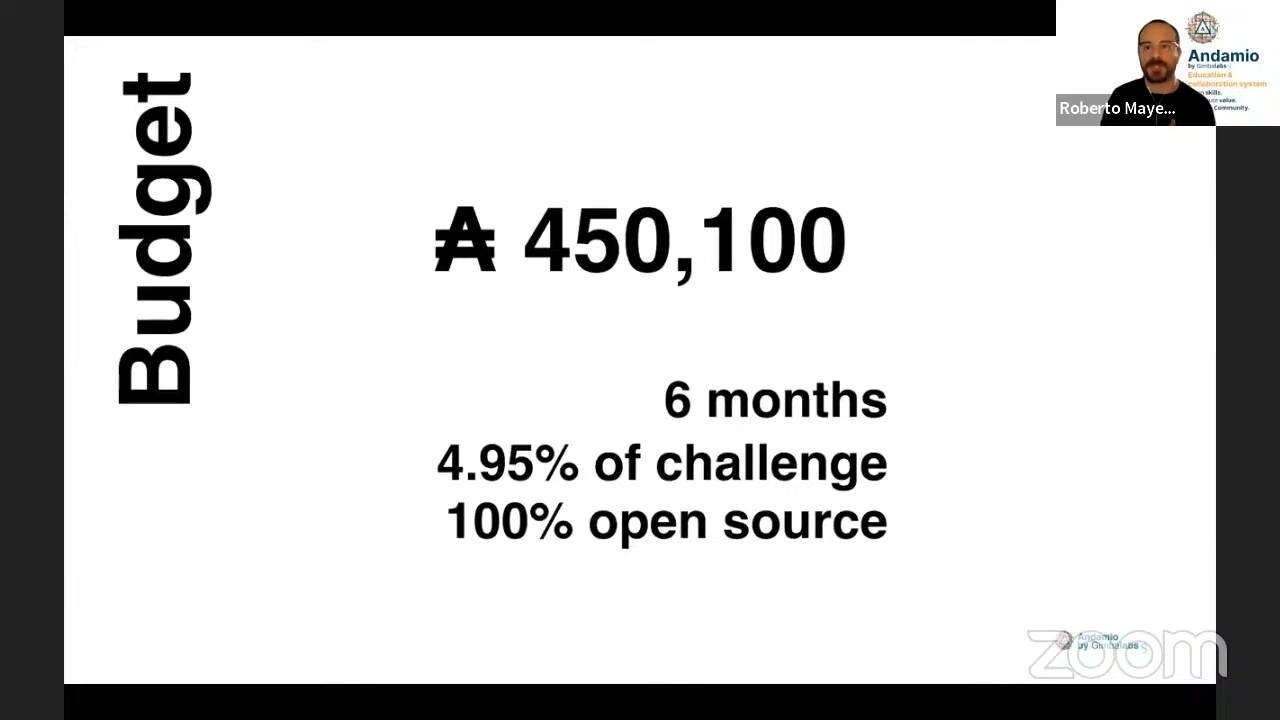 Budget
₳ 450,100
6 months
4.95% of challenge
100% open source
Andamio
by Gimbalabs
Education &
collaboration system
skills.
value.
Community.
Roberto Maye...
Andamio
by Gimbalabs
zoom